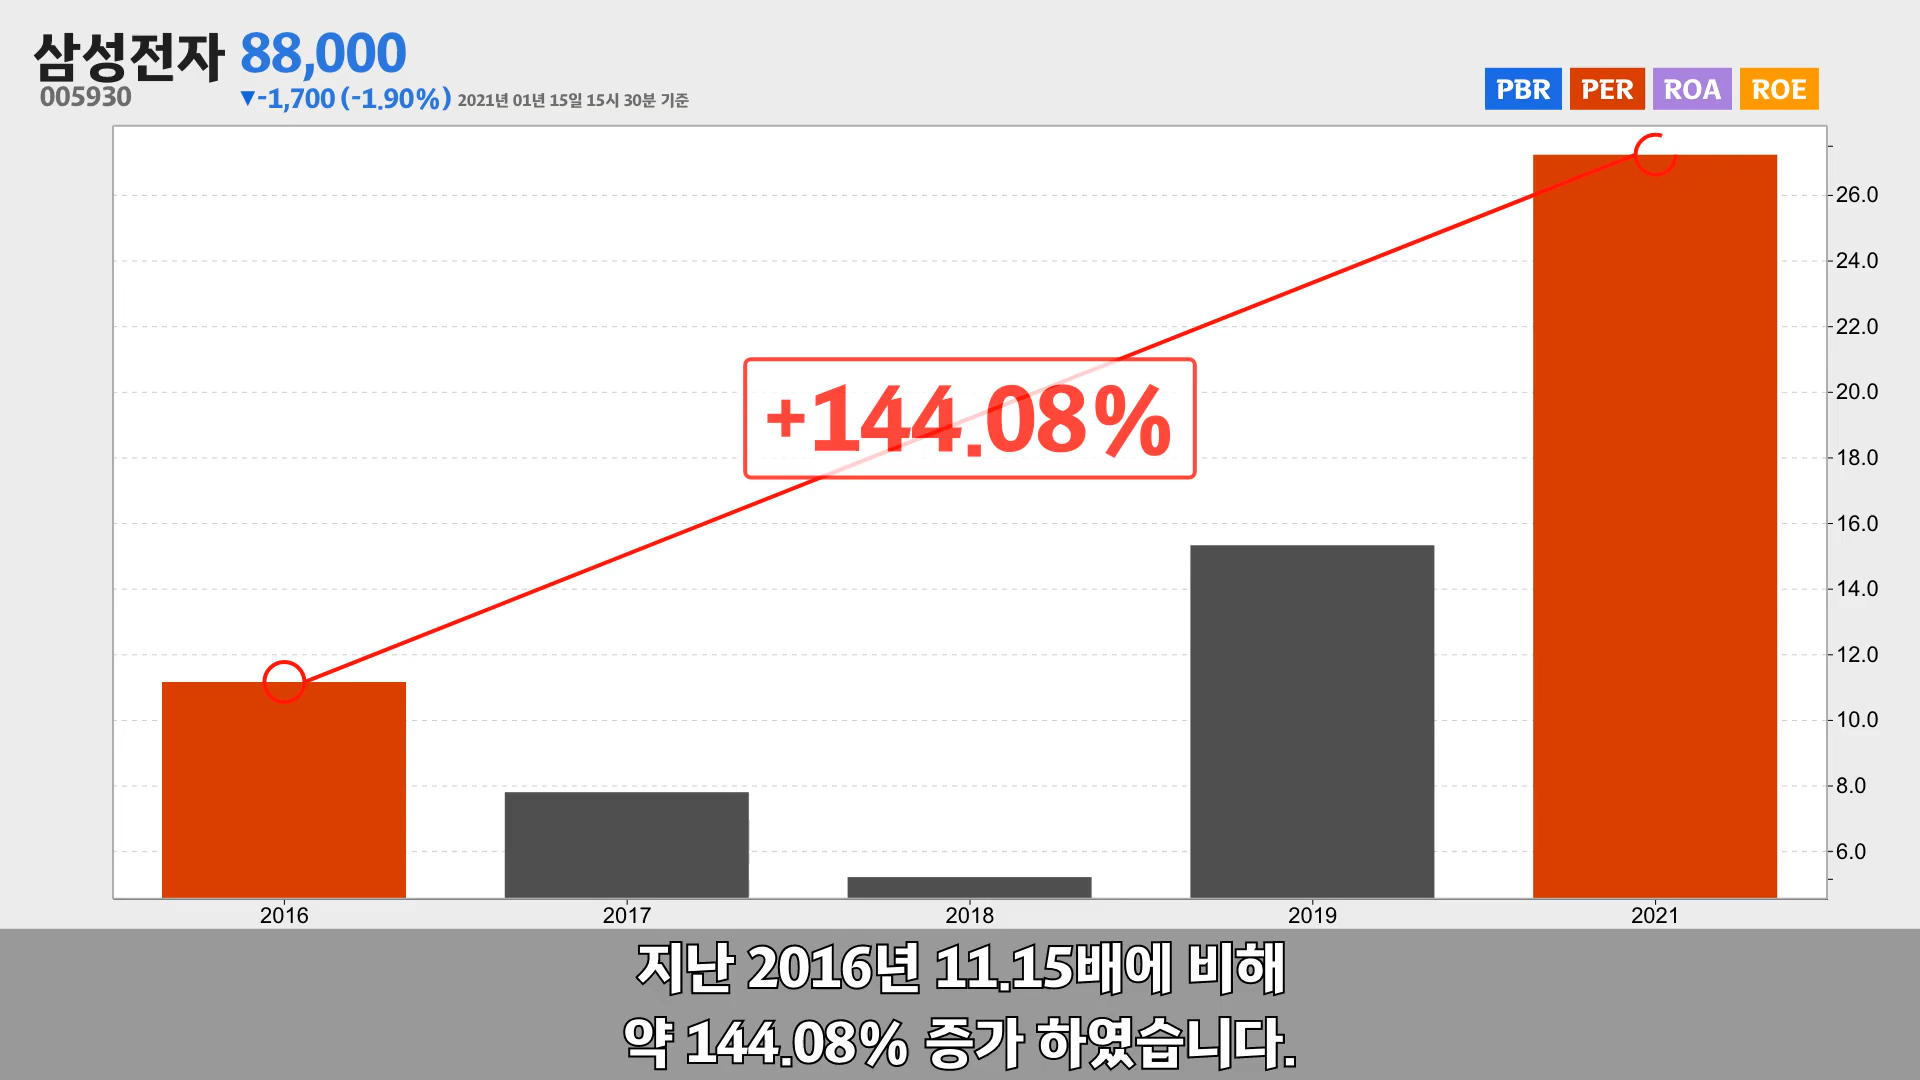 삼성전자 88,000
005930 ▼-1,700 (-1.90%) 2021년 01년 15일 15시 30분 기준
PBR PER ROA ROE
26.0
24.0
22.0
20.0
18.0
16.0
14.0
12.0
10.0
8.0
6.0
+144.08%
2016 2017 2018 2019 2021
지난 2016년 11.15배에 비해
약 144.08% 증가 하였습니다.